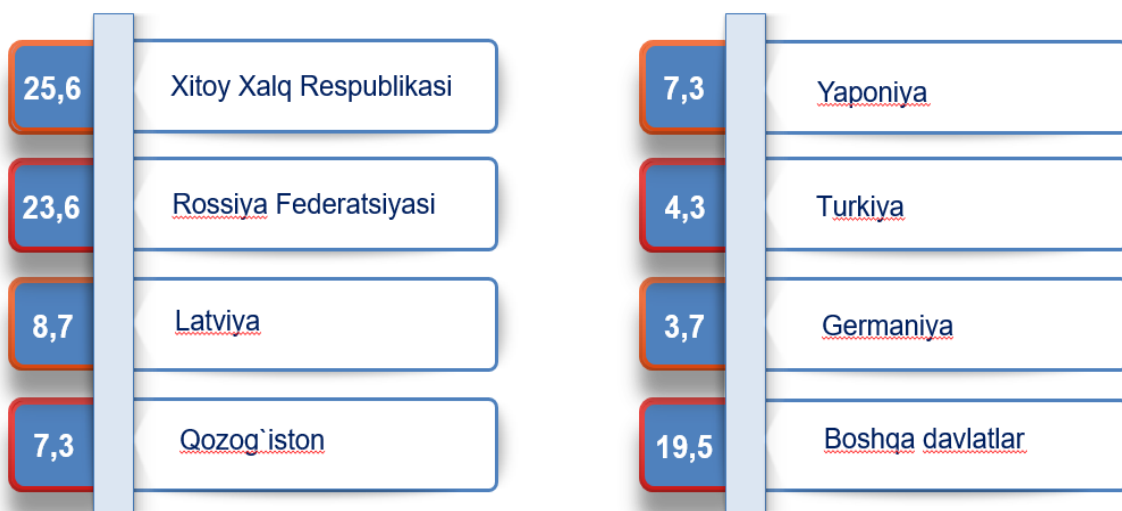 25,6 Xitoy Xalq Respublikasi
23,6 Rossiya Federatsiyasi
8,7 Latviya
7,3 Qozog`iston
7,3 Yaponiya
4,3 Turkiya
3,7 Germaniya
19,5 Boshqa davlatlar